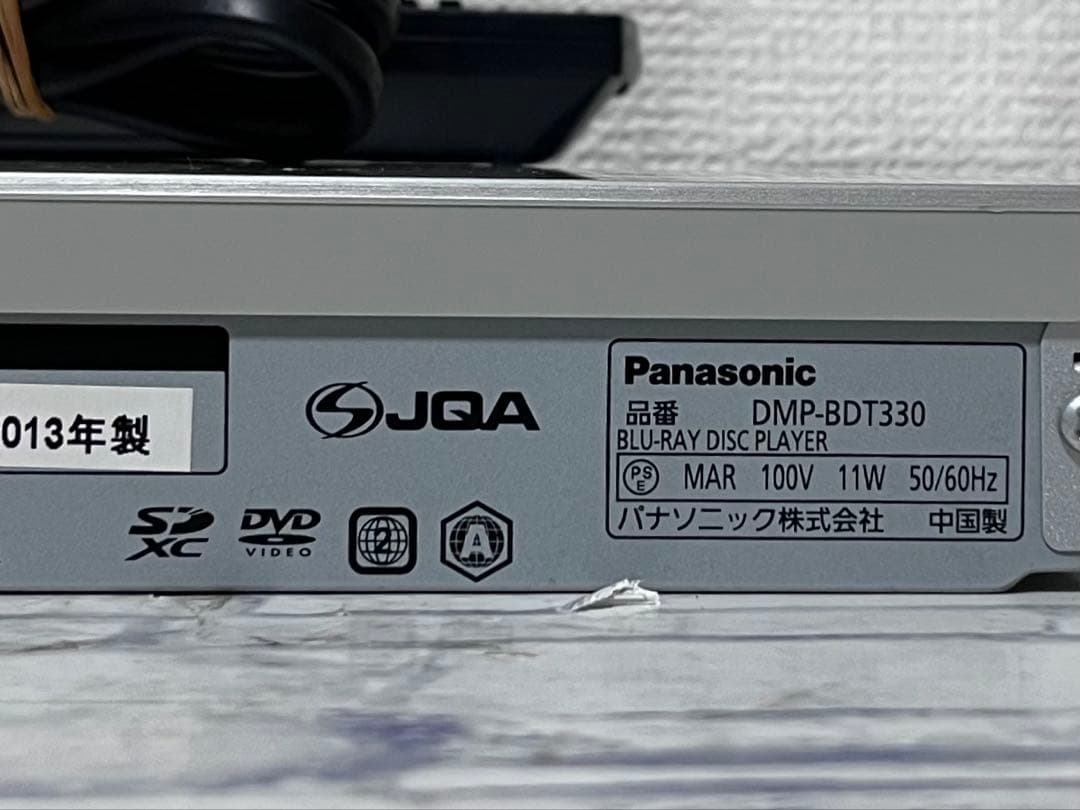 013年製
JQA
SD
XC
DVD
VIDEO
2
A
Panasonic
品番 DMP-BDT330
BLU-RAY DISC PLAYER
PS
E
MAR 100V 11W 50/60Hz
パナソニック株式会社 中国製